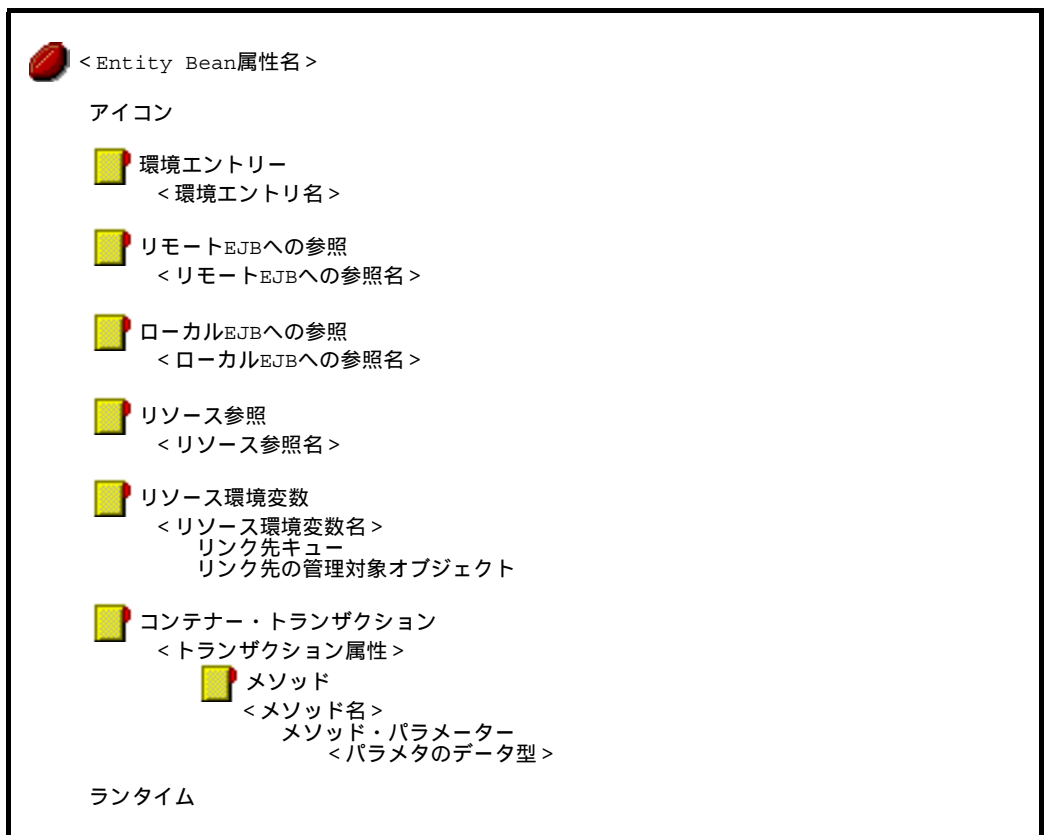 <Entity Bean属性名>
アイコン
環境エントリー
<環境エントリ名>
リモートEJBへの参照
<リモートEJBへの参照名>
ローカルEJBへの参照
<ローカルEJBへの参照名>
リソース参照
<リソース参照名>
リソース環境変数
<リソース環境変数名>
リンク先キュー
リンク先の管理対象オブジェクト
コンテナー・トランザクション
<トランザクション属性>
メソッド
<メソッド名>
メソッド・パラメーター
<パラメタのデータ型>
ランタイム